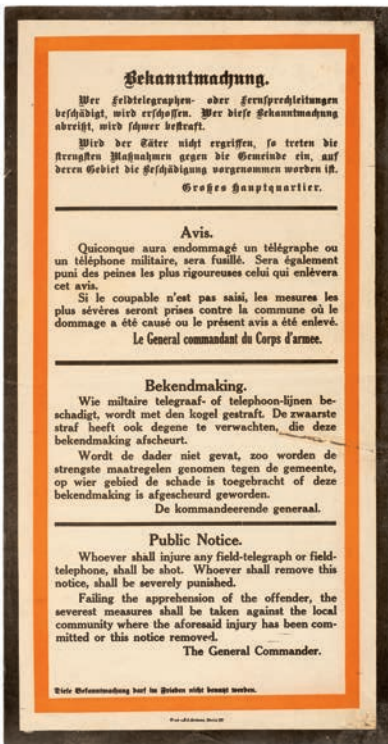 Bekanntmachung.
Wer Feldtelegraphen- oder Fernsprechleitungen
beschädigt, wird erschossen. Wer diese Bekanntmachung
abreißt, wird schwer bestraft.
Wird der Täter nicht ergriffen, so treten die
strengsten Maßnahmen gegen die Gemeinde ein, auf
deren Gebiet die Beschädigung vorgenommen worden ist.
Großes Hauptquartier.
Avis.
Quiconque aura endommagé un télégraphe ou
un téléphone militaire, sera fusillé. Sera également
puni des peines les plus rigoureuses celui qui enlèvera
cet avis.
Si le coupable n'est pas saisi, les mesures les
plus sévères seront prises contre la commune où le
dommage a été causé ou le présent avis a été enlevé.
Le General commandant du Corps d'armee.
Bekendmaking.
Wie miltaire telegraaf- of telephoon-lijnen be-
schadigt, wordt met den kogel gestraft. De zwaarste
straf heeft ook degene te verwachten, die deze
bekendmaking afscheurt.
Wordt de dader niet gevat, zoo worden de
strengste maatregelen genomen tegen de gemeente,
op wier gebied de schade is toegebracht of deze
bekendmaking is afgescheurd geworden.
De kommandeerende generaal.
Public Notice.
Whoever shall injure any field-telegraph or field-
telephone, shall be shot. Whoever shall remove this
notice, shall be severely punished.
Failing the apprehension of the offender, the
severest measures shall be taken against the local
community where the aforesaid injury has been com-
mitted or this notice removed.
The General Commander.
Diese Bekanntmachung darf im Frieden nicht benutzt werden.